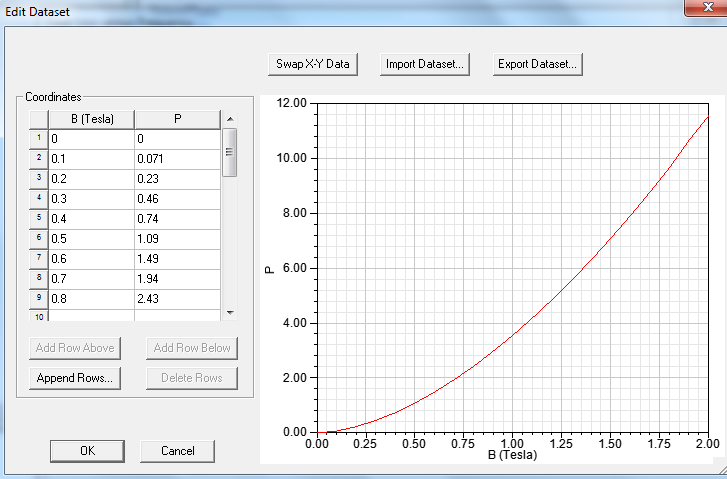 Edit Dataset
Swap X-Y Data Import Dataset... Export Dataset...
Coordinates
B (Tesla) P
1 0 0
2 0.1 0.071
3 0.2 0.23
4 0.3 0.46
5 0.4 0.74
6 0.5 1.09
7 0.6 1.49
8 0.7 1.94
9 0.8 2.43
10
Add Row Above Add Row Below
Append Rows... Delete Rows
OK Cancel
12.00
10.00
8.00
6.00
4.00
2.00
0.00
P
0.00 0.25 0.50 0.75 1.00 1.25 1.50 1.75 2.00
B (Tesla)